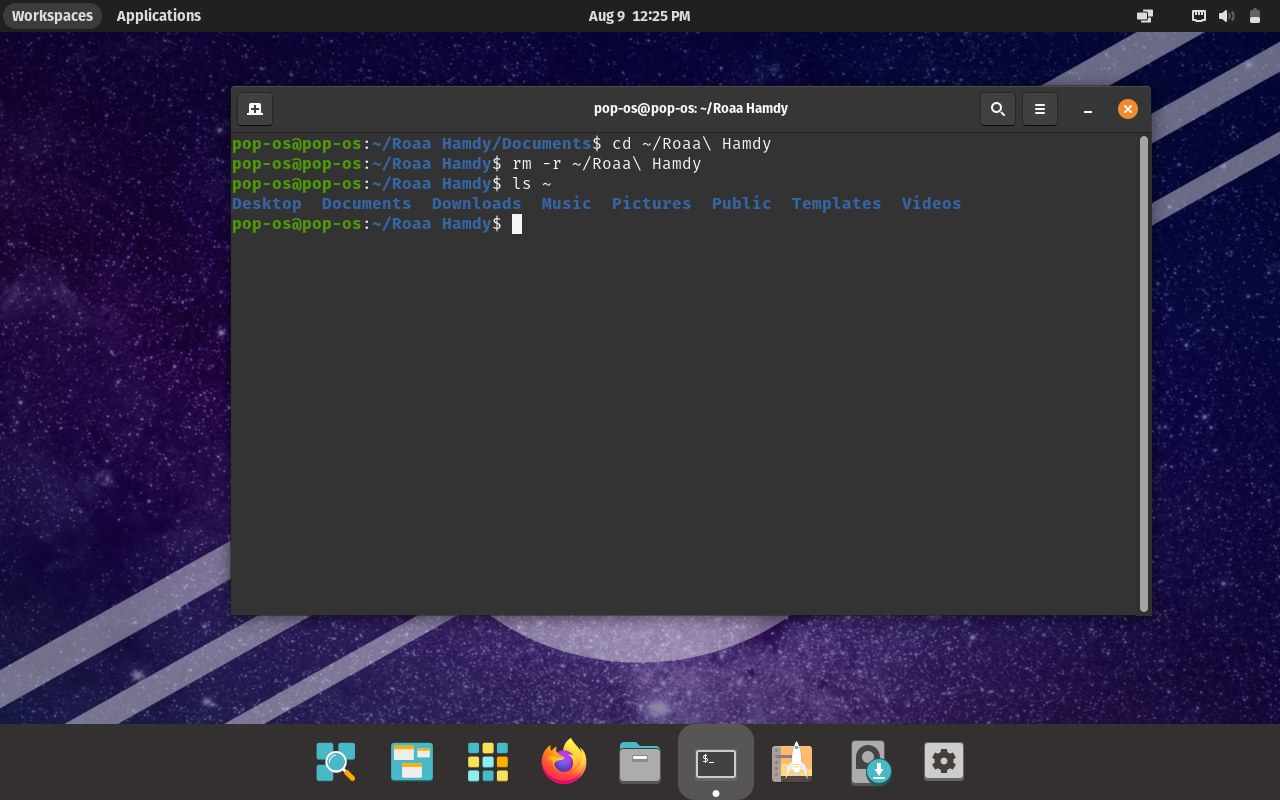 Workspaces Applications Aug 9 12:25 PM
pop-os@pop-os: ~/Roaa Hamdy
pop-os@pop-os:~/Roaa Hamdy/Documents$ cd ~/Roaa\ Hamdy
pop-os@pop-os:~/Roaa Hamdy$ rm -r ~/Roaa\ Hamdy
pop-os@pop-os:~/Roaa Hamdy$ ls ~
Desktop Documents Downloads Music Pictures Public Templates Videos
pop-os@pop-os:~/Roaa Hamdy$
$_